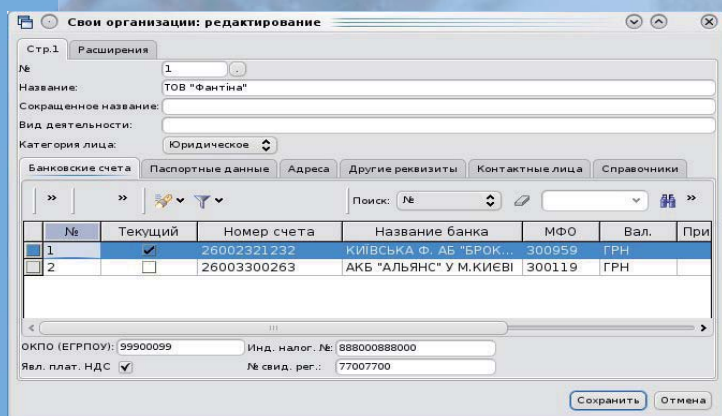 Свои организации: редактирование
Стр.1 Расширения
№ 1 .
Название: ТОВ "Фантіна"
Сокращенное название:
Вид деятельности:
Категория лица: Юридическое
Банковские счета Паспортные данные Адреса Другие реквизиты Контактные лица Справочники
» » Поиск: № »
№ Текущий Номер счета Название банка МФО Вал. При
1 26002321232 КИЇВСЬКА Ф. АБ "БРОК... 300959 ГРН
2 26003300263 АКБ "АЛЬЯНС" У М.КИЄВІ 300119 ГРН
ОКПО (ЕГРПОУ): 99900099 Инд. налог. №: 888000888000
Явл. плат. НДС № свид. рег.: 77007700
Сохранить Отмена